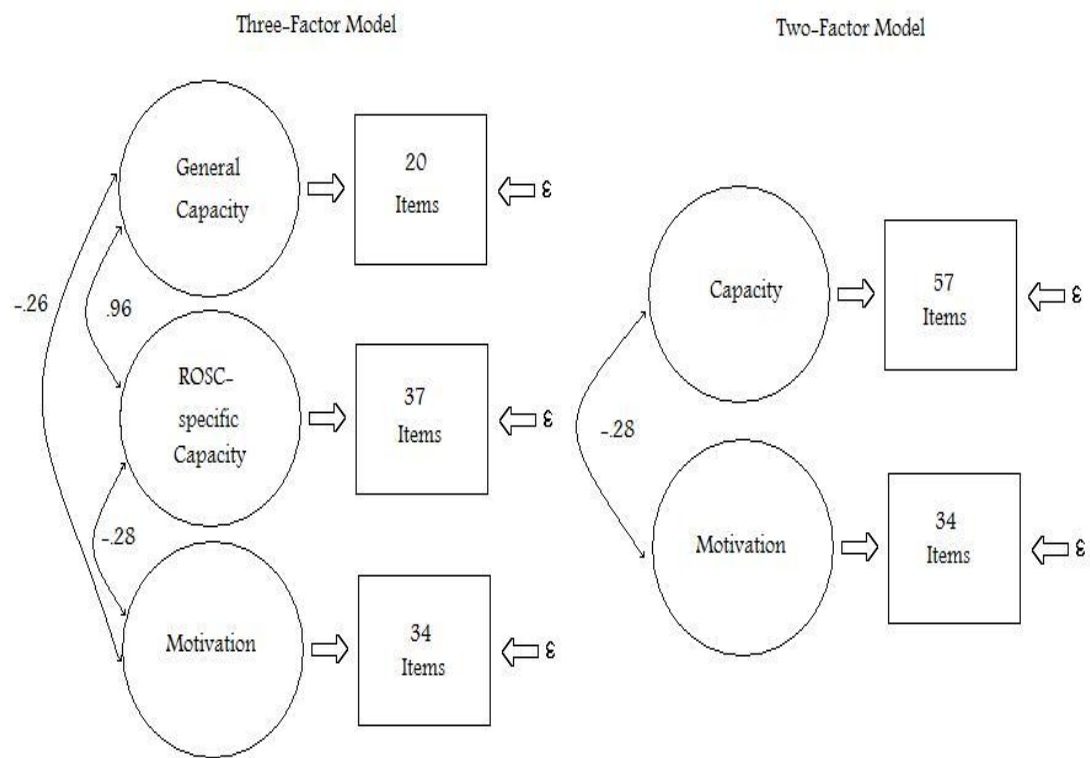 Three-Factor Model
General
Capacity
20
Items
ε
-.26
.96
ROSC-
specific
Capacity
37
Items
ε
-.28
Motivation
34
Items
ε
Two-Factor Model
Capacity
57
Items
ε
-.28
Motivation
34
Items
ε